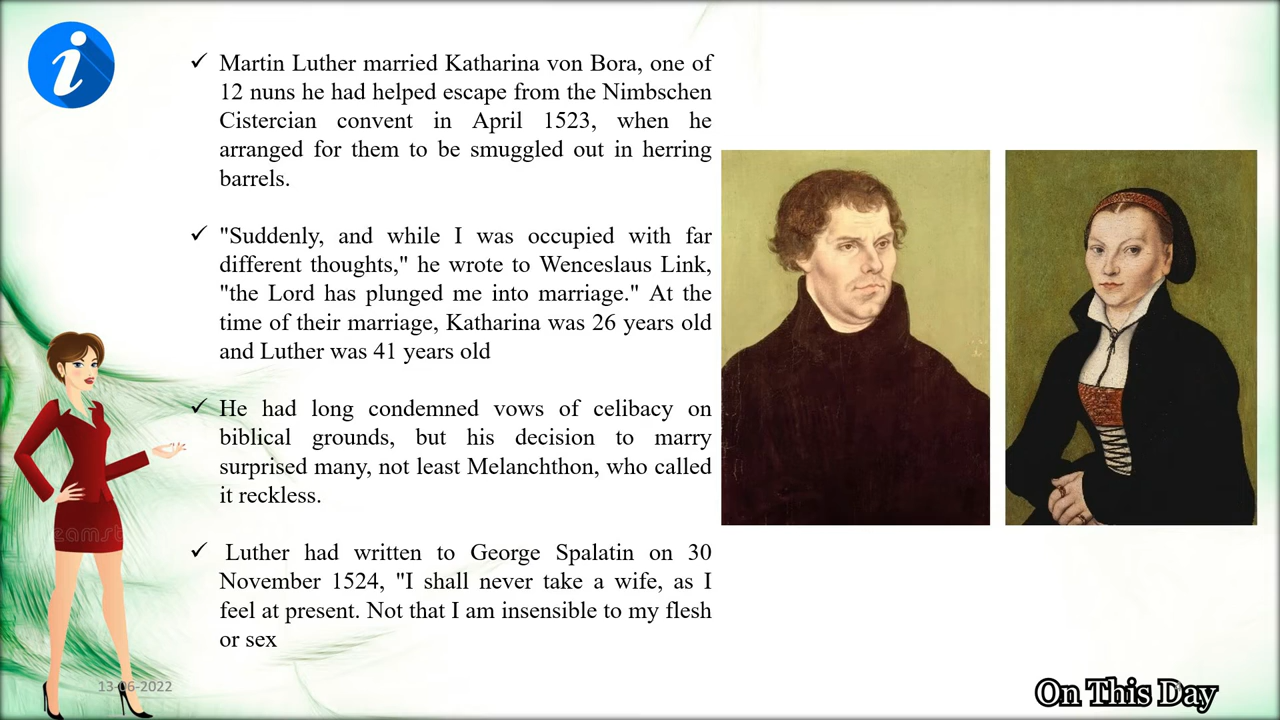 Martin Luther married Katharina von Bora, one of
12 nuns he had helped escape from the Nimbschen
Cistercian convent in April 1523, when he
arranged for them to be smuggled out in herring
barrels.
"Suddenly, and while I was occupied with far
different thoughts," he wrote to Wenceslaus Link,
"the Lord has plunged me into marriage." At the
time of their marriage, Katharina was 26 years old
and Luther was 41 years old
He had long condemned vows of celibacy on
biblical grounds, but his decision to marry
surprised many, not least Melanchthon, who called
it reckless.
Luther had written to George Spalatin on 30
November 1524, "I shall never take a wife, as I
feel at present. Not that I am insensible to my flesh
or sex
13-06-2022
On This Day